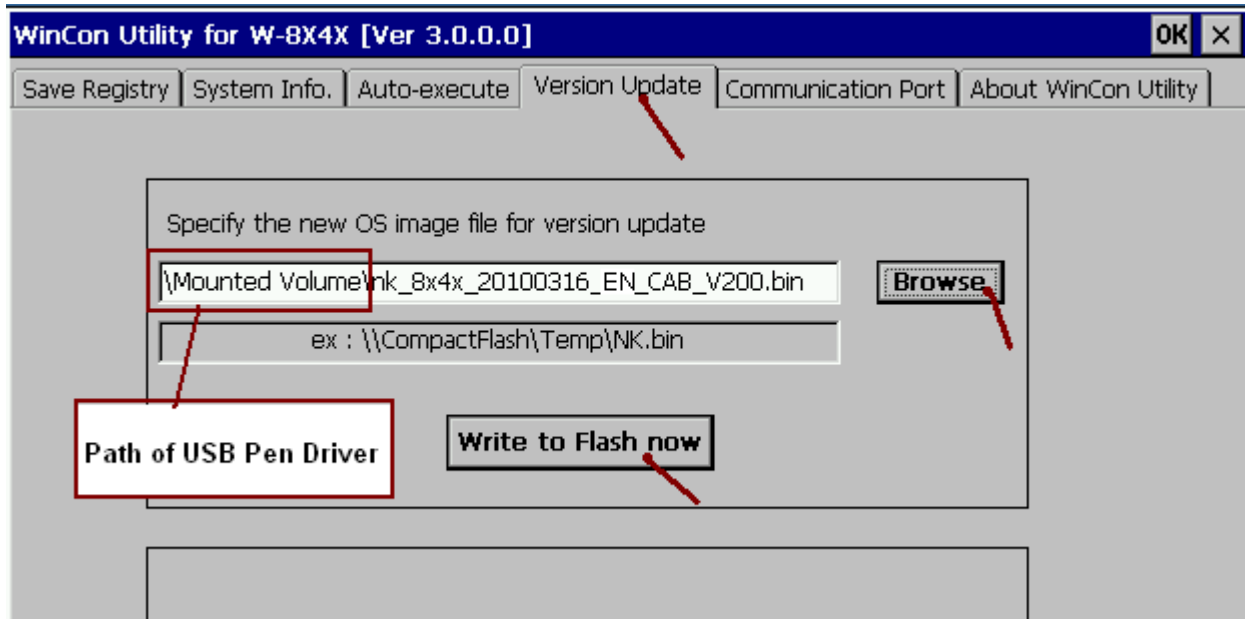 WinCon Utility for W-8X4X [Ver 3.0.0.0] OK ×
Save Registry System Info. Auto-execute Version Update Communication Port About WinCon Utility
Specify the new OS image file for version update
\Mounted Volume\nk_8x4x_20100316_EN_CAB_V200.bin Browse
ex : \\CompactFlash\Temp\NK.bin
Path of USB Pen Driver
Write to Flash now